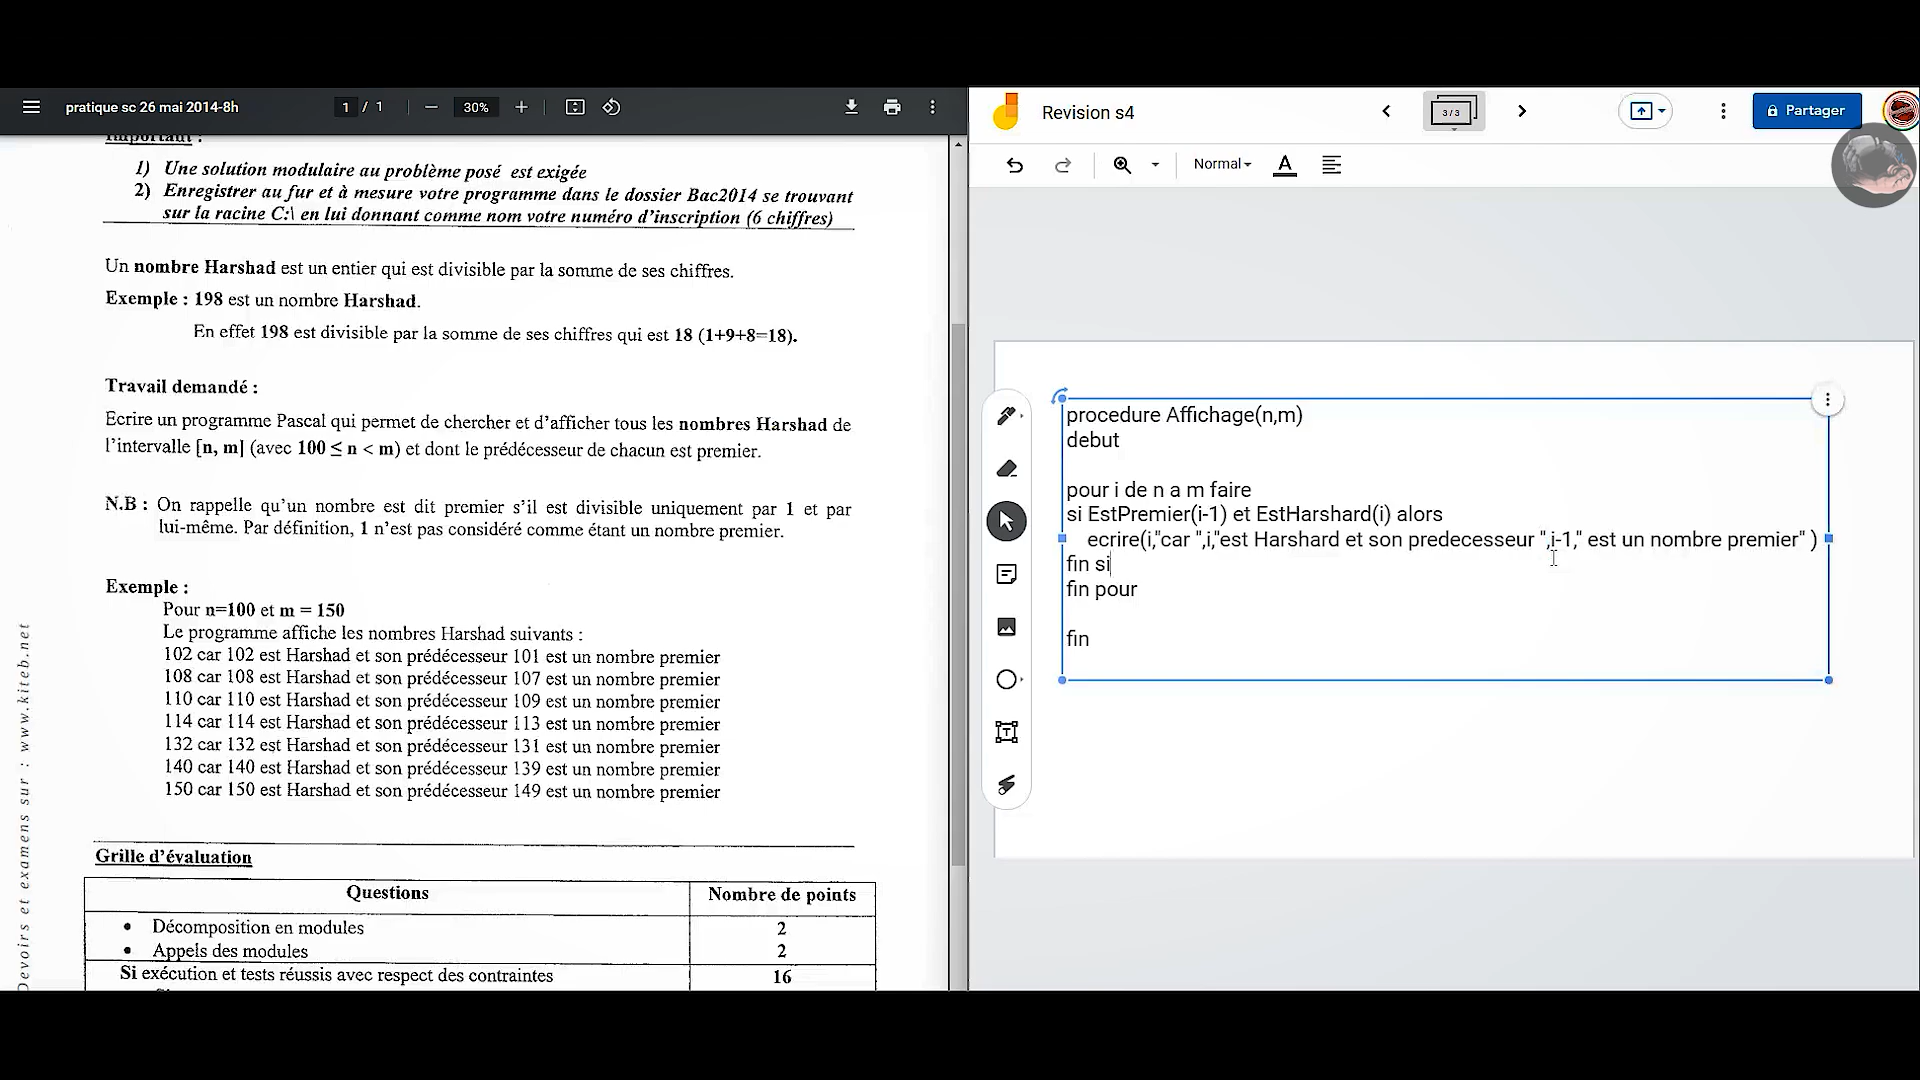 pratique sc 26 mai 2014-8h
1 / 1
30%
Important :
1) Une solution modulaire au problème posé est exigée
2) Enregistrer au fur et à mesure votre programme dans le dossier Bac2014 se trouvant
sur la racine C:\ en lui donnant comme nom votre numéro d'inscription (6 chiffres)
Un nombre Harshad est un entier qui est divisible par la somme de ses chiffres.
Exemple : 198 est un nombre Harshad.
En effet 198 est divisible par la somme de ses chiffres qui est 18 (1+9+8=18).
Travail demandé :
Ecrire un programme Pascal qui permet de chercher et d'afficher tous les nombres Harshad de
l'intervalle [n, m] (avec 100 ≤ n < m) et dont le prédécesseur de chacun est premier.
N.B : On rappelle qu'un nombre est dit premier s'il est divisible uniquement par 1 et par
lui-même. Par définition, 1 n'est pas considéré comme étant un nombre premier.
Exemple :
Pour n=100 et m = 150
Le programme affiche les nombres Harshad suivants :
102 car 102 est Harshad et son prédécesseur 101 est un nombre premier
108 car 108 est Harshad et son prédécesseur 107 est un nombre premier
110 car 110 est Harshad et son prédécesseur 109 est un nombre premier
114 car 114 est Harshad et son prédécesseur 113 est un nombre premier
132 car 132 est Harshad et son prédécesseur 131 est un nombre premier
140 car 140 est Harshad et son prédécesseur 139 est un nombre premier
150 car 150 est Harshad et son prédécesseur 149 est un nombre premier
Grille d'évaluation
Questions Nombre de points
• Décomposition en modules 2
• Appels des modules 2
Si exécution et tests réussis avec respect des contraintes 16
Devoirs et examens sur : www.kiteb.net
Revision s4
3 / 3
Partager
Normal
procedure Affichage(n,m)
debut
pour i de n a m faire
si EstPremier(i-1) et EstHarshard(i) alors
ecrire(i,"car ",i,"est Harshard et son predecesseur ",i-1," est un nombre premier" )
fin si
fin pour
fin